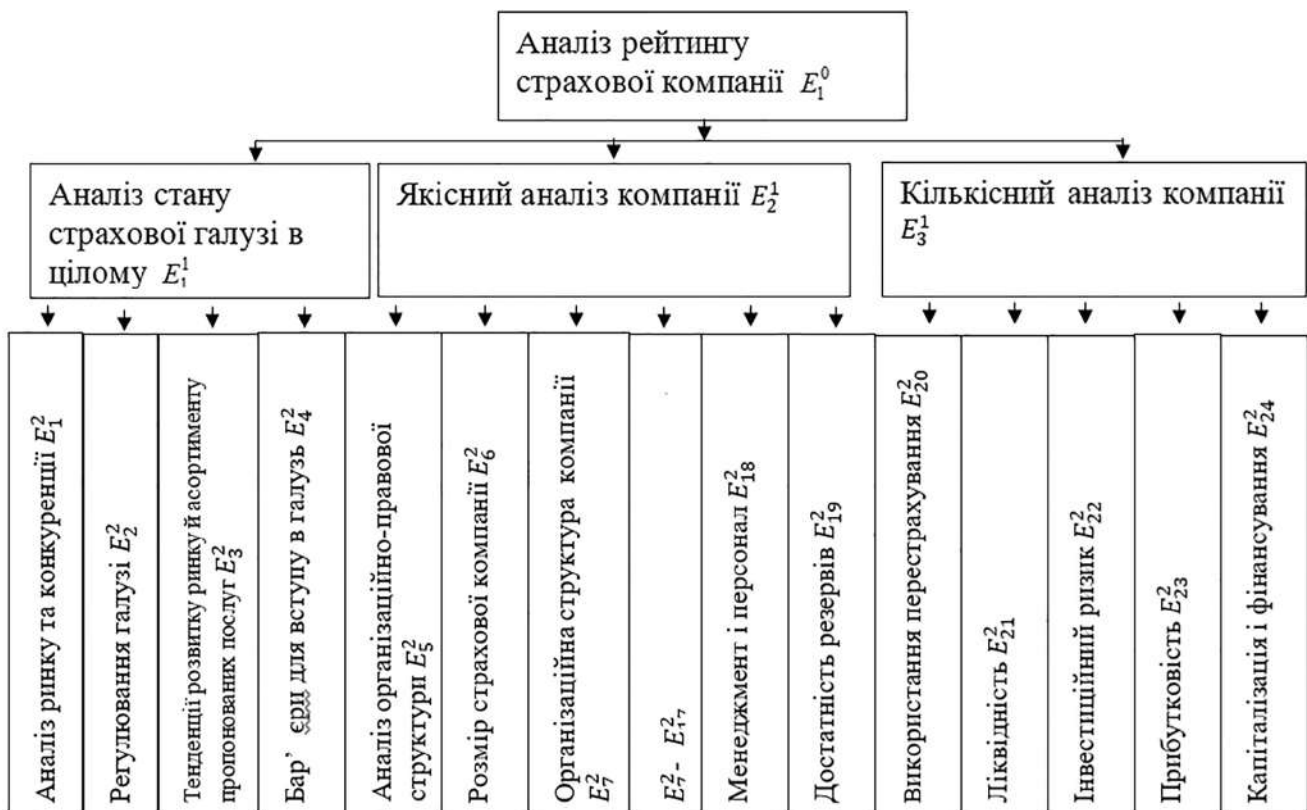 Аналіз рейтингу
страхової компанії E₁⁰
Аналіз стану
страхової галузі в
цілому E₁¹
Якісний аналіз компанії E₂¹
Кількісний аналіз компанії
E₃¹
Аналіз ринку та конкуренції E₁²
Регулювання галузі E₂²
Тенденції розвитку ринку й асортименту
пропонованих послуг E₃²
Бар’ єри для вступу в галузь E₄²
Аналіз організаційно-правової
структури E₅²
Розмір страхової компанії E₆²
Організаційна структура компанії
E₇²
E₇² - E₁₇²
Менеджмент і персонал E₁₈²
Достатність резервів E₁₉²
Використання перестрахування E₂₀²
Ліквідність E₂₁²
Інвестиційний ризик E₂₂²
Прибутковість E₂₃²
Капіталізація і фінансування E₂₄²